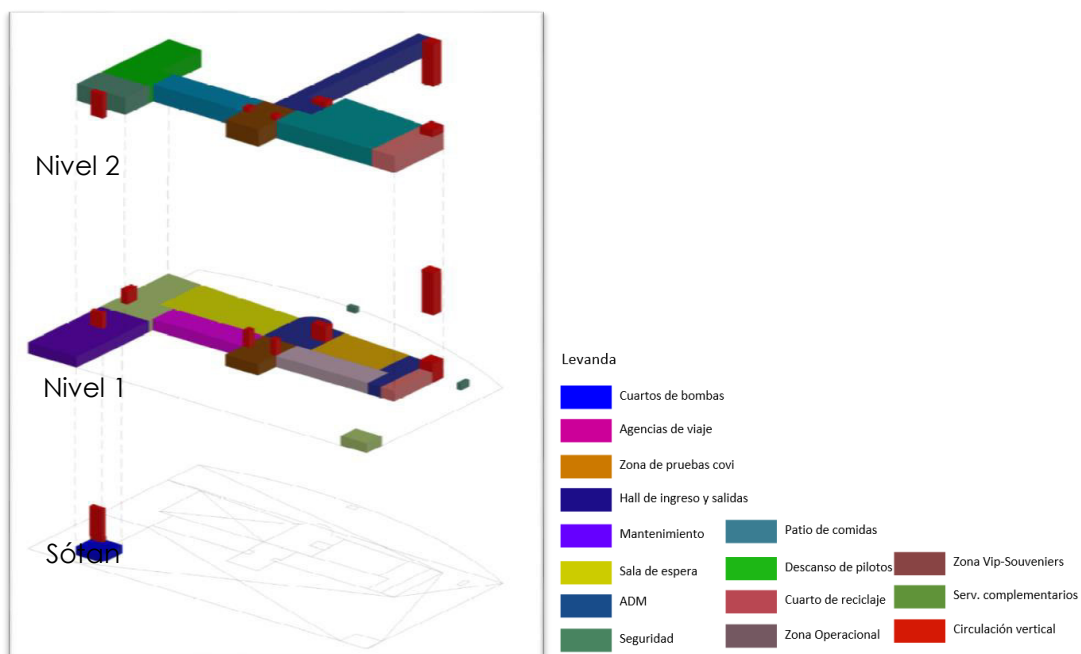 Nivel 2
Nivel 1
Sótan
Levanda
Cuartos de bombas
Agencias de viaje
Zona de pruebas covi
Hall de ingreso y salidas
Mantenimiento
Sala de espera
ADM
Seguridad
Patio de comidas
Descanso de pilotos
Cuarto de reciclaje
Zona Operacional
Zona Vip-Souveniers
Serv. complementarios
Circulación vertical